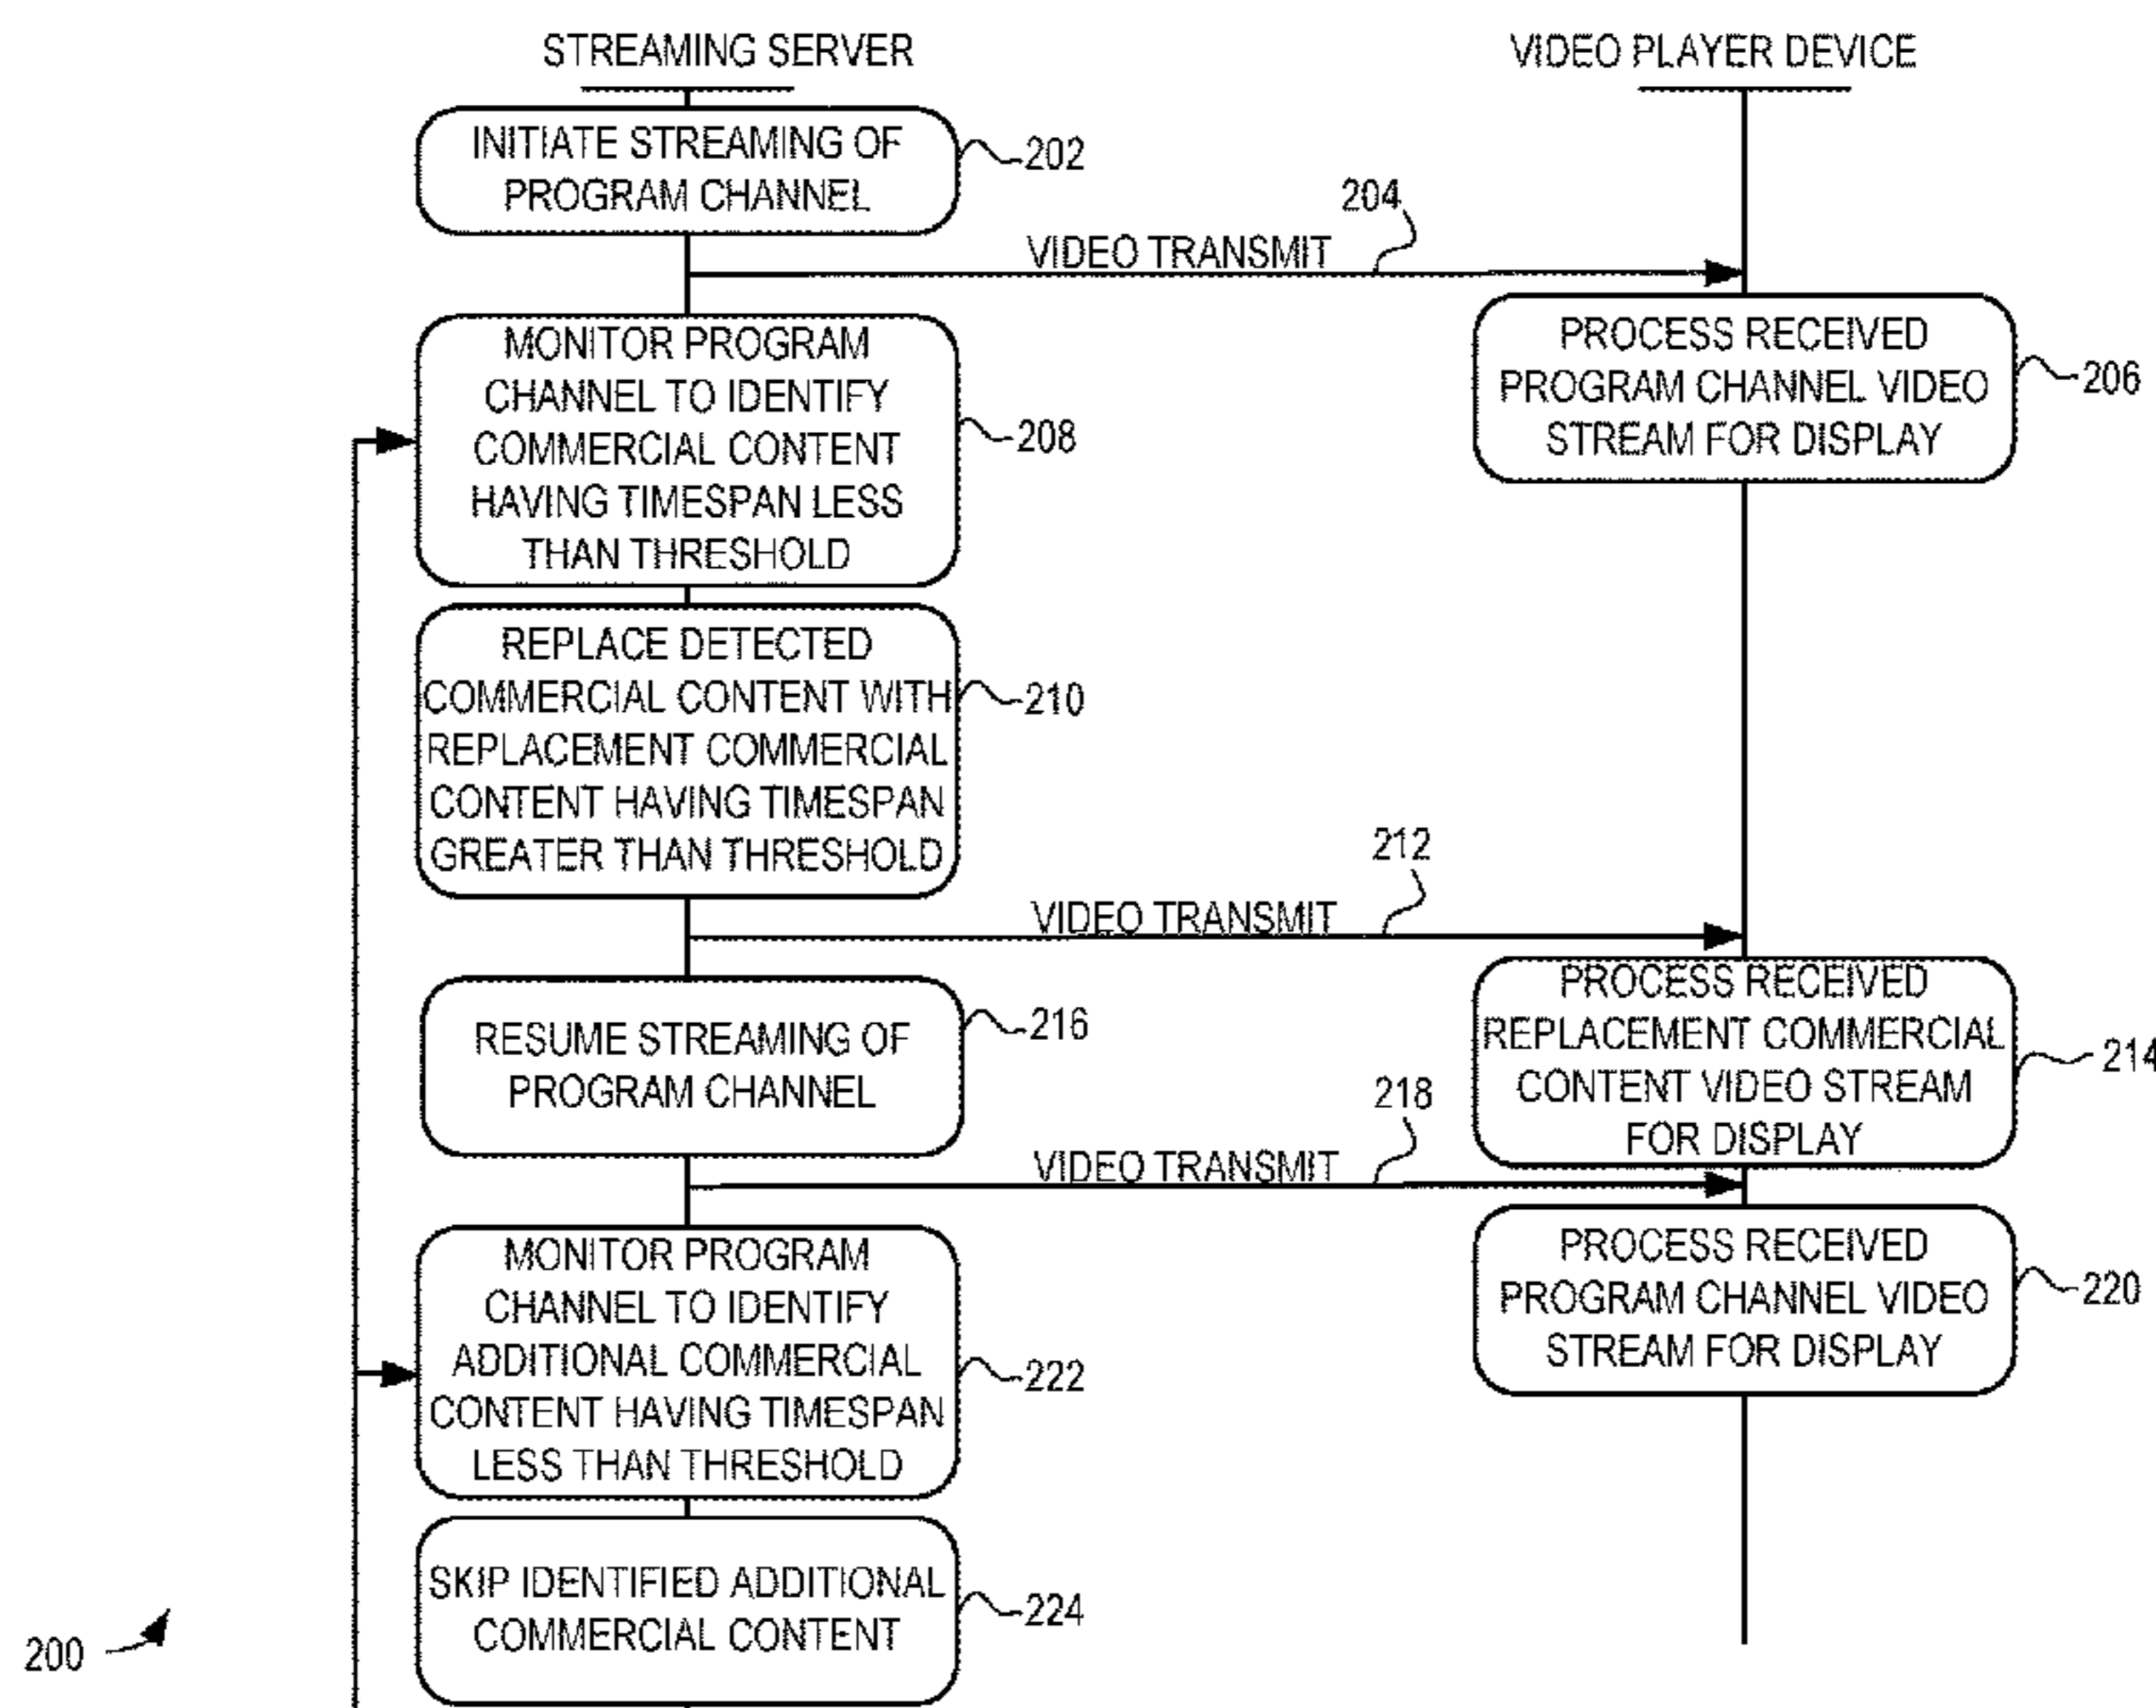 STREAMING SERVER
VIDEO PLAYER DEVICE
INITIATE STREAMING OF
PROGRAM CHANNEL
202
204
VIDEO TRANSMIT
PROCESS RECEIVED
PROGRAM CHANNEL VIDEO
STREAM FOR DISPLAY
206
MONITOR PROGRAM
CHANNEL TO IDENTIFY
COMMERCIAL CONTENT
HAVING TIMESPAN LESS
THAN THRESHOLD
208
REPLACE DETECTED
COMMERCIAL CONTENT WITH
REPLACEMENT COMMERCIAL
CONTENT HAVING TIMESPAN
GREATER THAN THRESHOLD
210
212
VIDEO TRANSMIT
PROCESS RECEIVED
REPLACEMENT COMMERCIAL
CONTENT VIDEO STREAM
FOR DISPLAY
214
RESUME STREAMING OF
PROGRAM CHANNEL
216
218
VIDEO TRANSMIT
PROCESS RECEIVED
PROGRAM CHANNEL VIDEO
STREAM FOR DISPLAY
220
MONITOR PROGRAM
CHANNEL TO IDENTIFY
ADDITIONAL COMMERCIAL
CONTENT HAVING TIMESPAN
LESS THAN THRESHOLD
222
SKIP IDENTIFIED ADDITIONAL
COMMERCIAL CONTENT
224
200